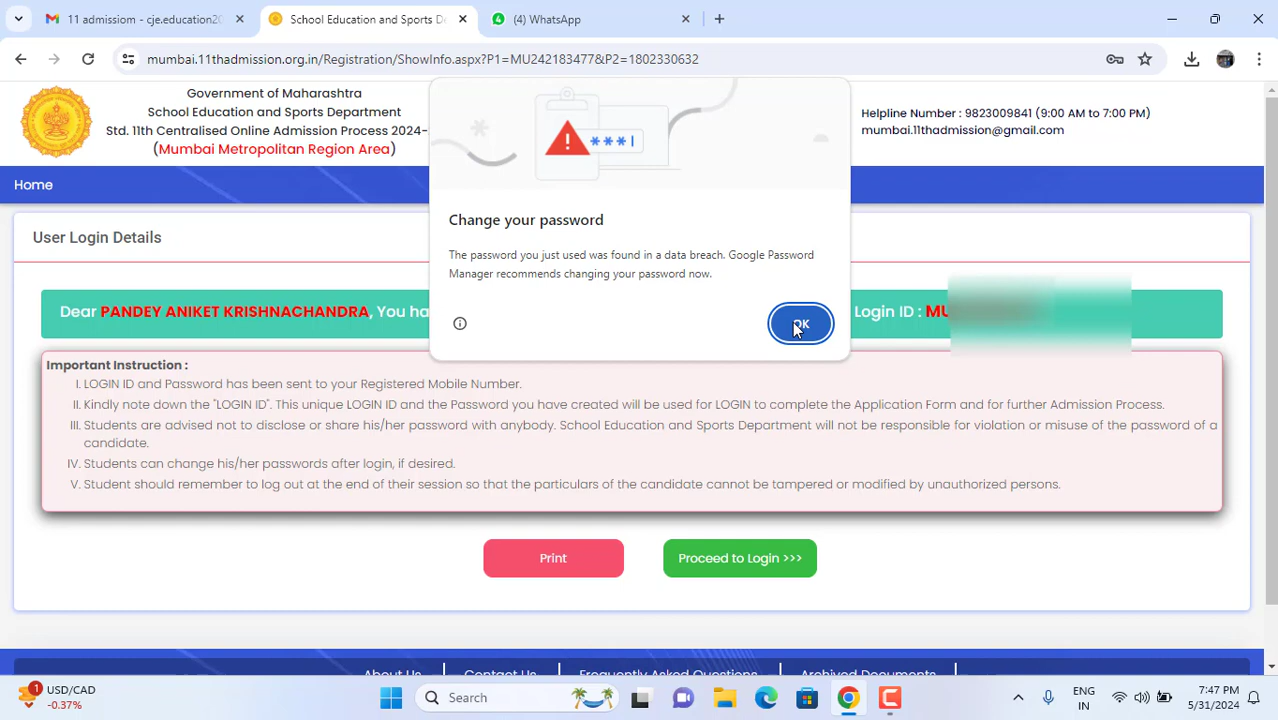 11 admissiom - cje.education20
School Education and Sports De
(4) WhatsApp
mumbai.11thadmission.org.in/Registration/ShowInfo.aspx?P1=MU242183477&P2=1802330632
Government of Maharashtra
School Education and Sports Department
Std. 11th Centralised Online Admission Process 2024-
(Mumbai Metropolitan Region Area)
Helpline Number : 9823009841 (9:00 AM to 7:00 PM)
mumbai.11thadmission@gmail.com
* * * |
Home
Change your password
The password you just used was found in a data breach. Google Password
Manager recommends changing your password now.
OK
User Login Details
Dear PANDEY ANIKET KRISHNACHANDRA, You ha
Login ID : MU
Important Instruction :
I. LOGIN ID and Password has been sent to your Registered Mobile Number.
II. Kindly note down the "LOGIN ID". This unique LOGIN ID and the Password you have created will be used for LOGIN to complete the Application Form and for further Admission Process.
III. Students are advised not to disclose or share his/her password with anybody. School Education and Sports Department will not be responsible for violation or misuse of the password of a
candidate.
IV. Students can change his/her passwords after login, if desired.
V. Student should remember to log out at the end of their session so that the particulars of the candidate cannot be tampered or modified by unauthorized persons.
Print
Proceed to Login >>>
About Us
Contact Us
Frequently Asked Questions
Archived Documents
1
USD/CAD
-0.37%
Search
ENG
IN
7:47 PM
5/31/2024